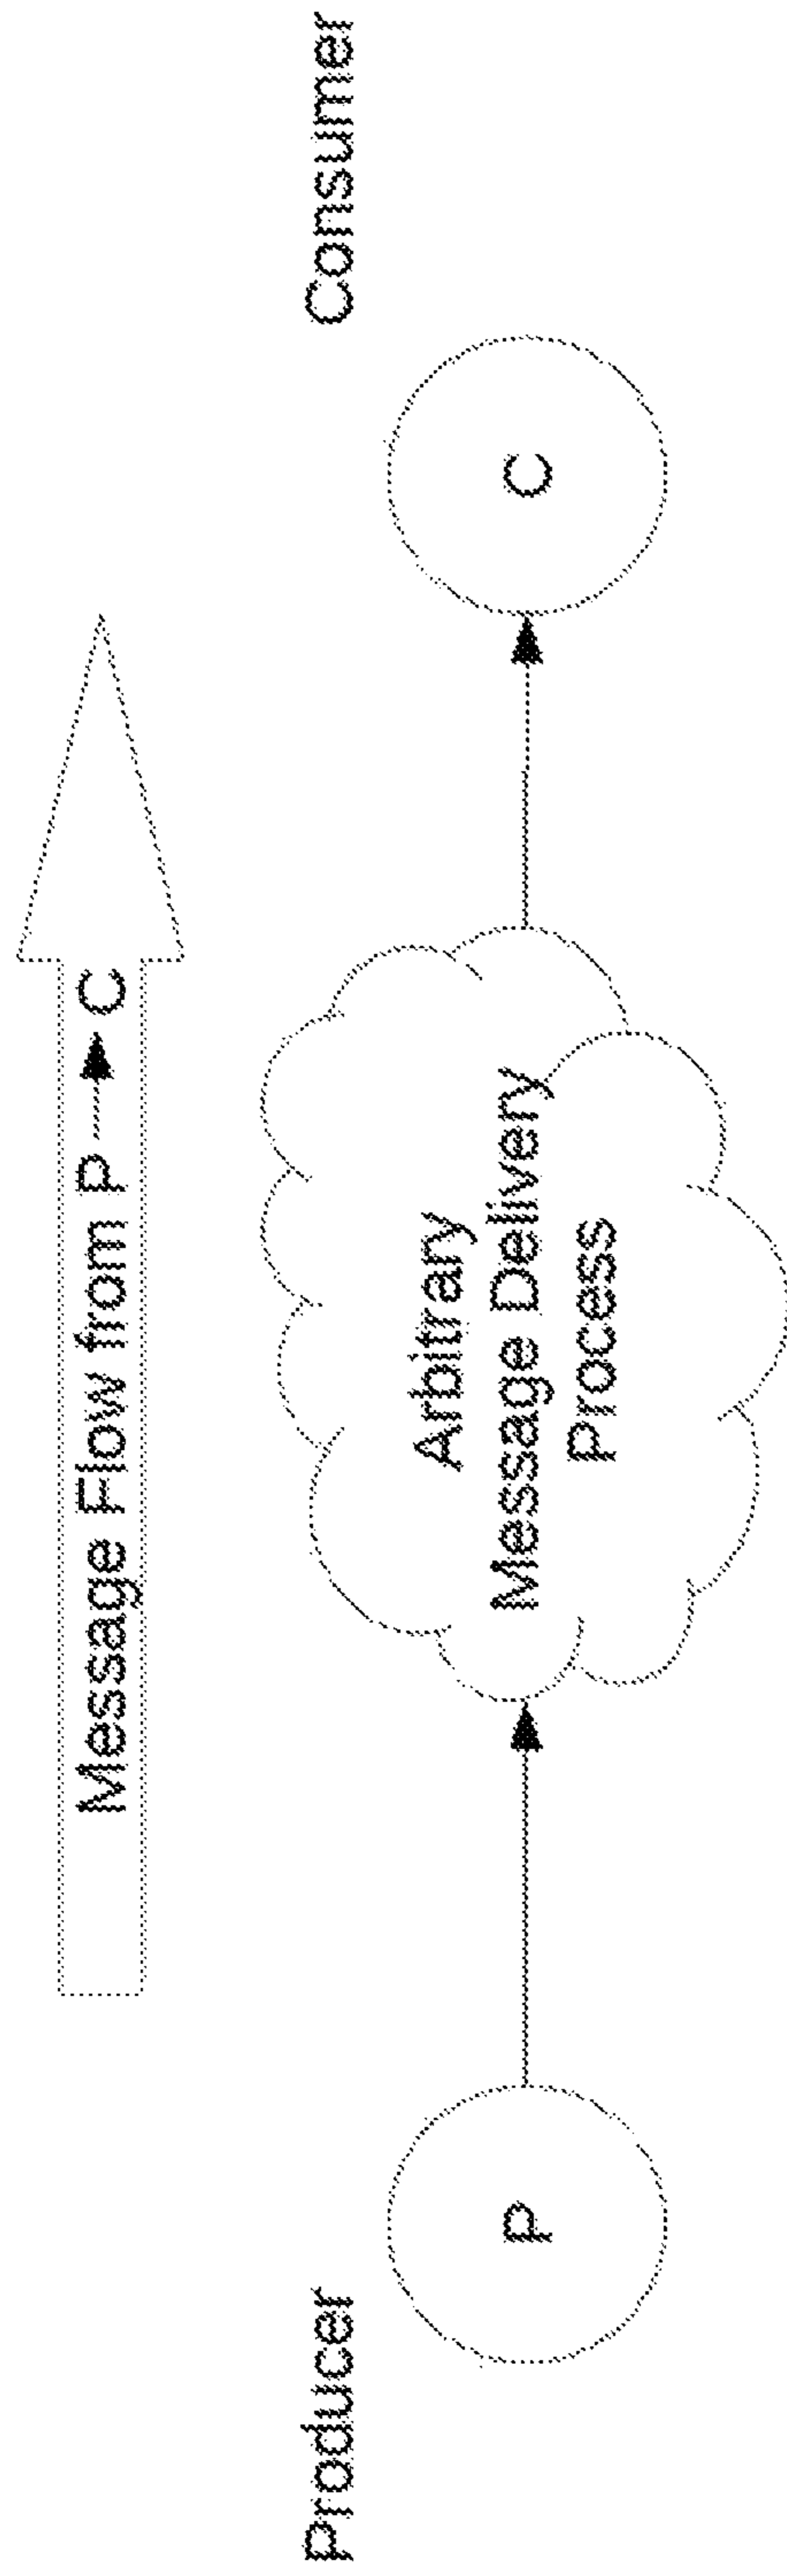 Message Flow from P → C
Producer
Consumer
P
Arbitrary
Message Delivery
Process
C